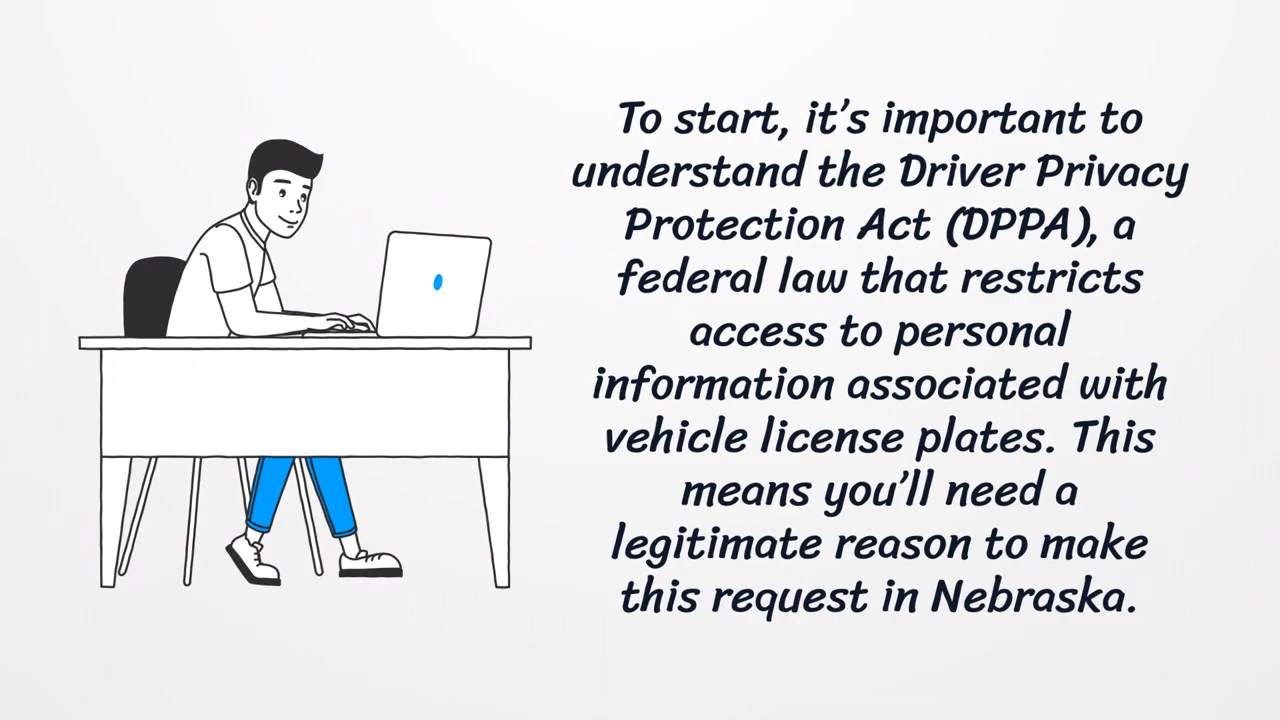 To start, it's important to
understand the Driver Privacy
Protection Act (DPPA), a
federal law that restricts
access to personal
information associated with
vehicle license plates. This
means you'll need a
legitimate reason to make
this request in Nebraska.